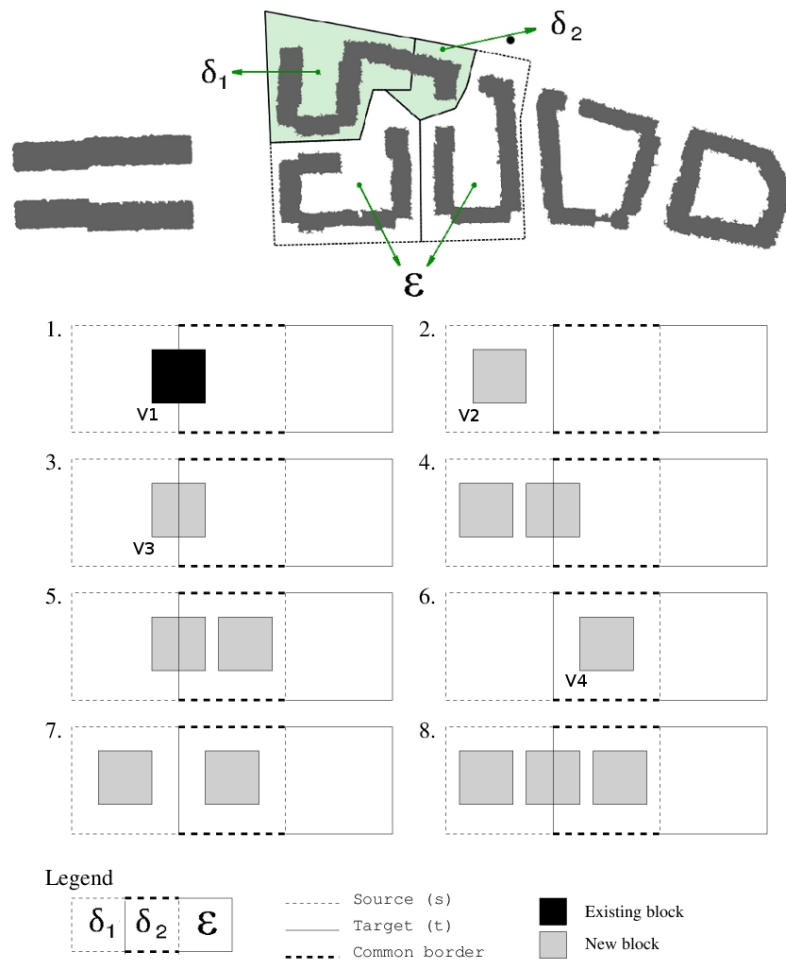 δ₂
δ₁
ε
1. 2.
V1 V2
3. 4.
V3
5. 6.
V4
7. 8.
Legend
δ₁ δ₂ ε
Source (s)
Target (t)
Common border
Existing block
New block